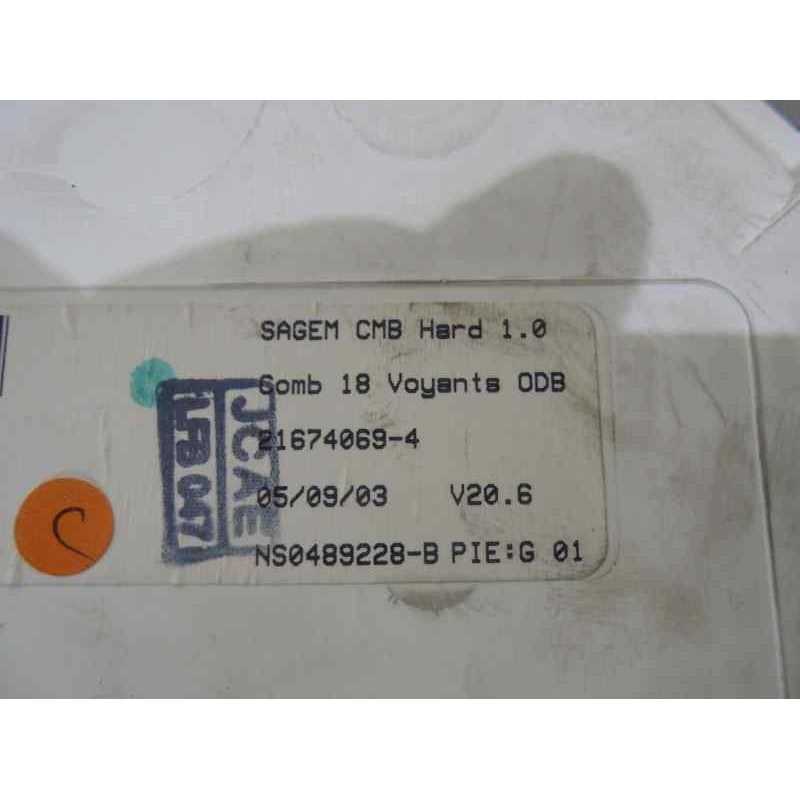 SAGEM CMB Hard 1.0
Comb 18 Voyants ODB
21674069-4
05/09/03 V20.6
NS0489228-B PIE:G 01
JCAE
047
C